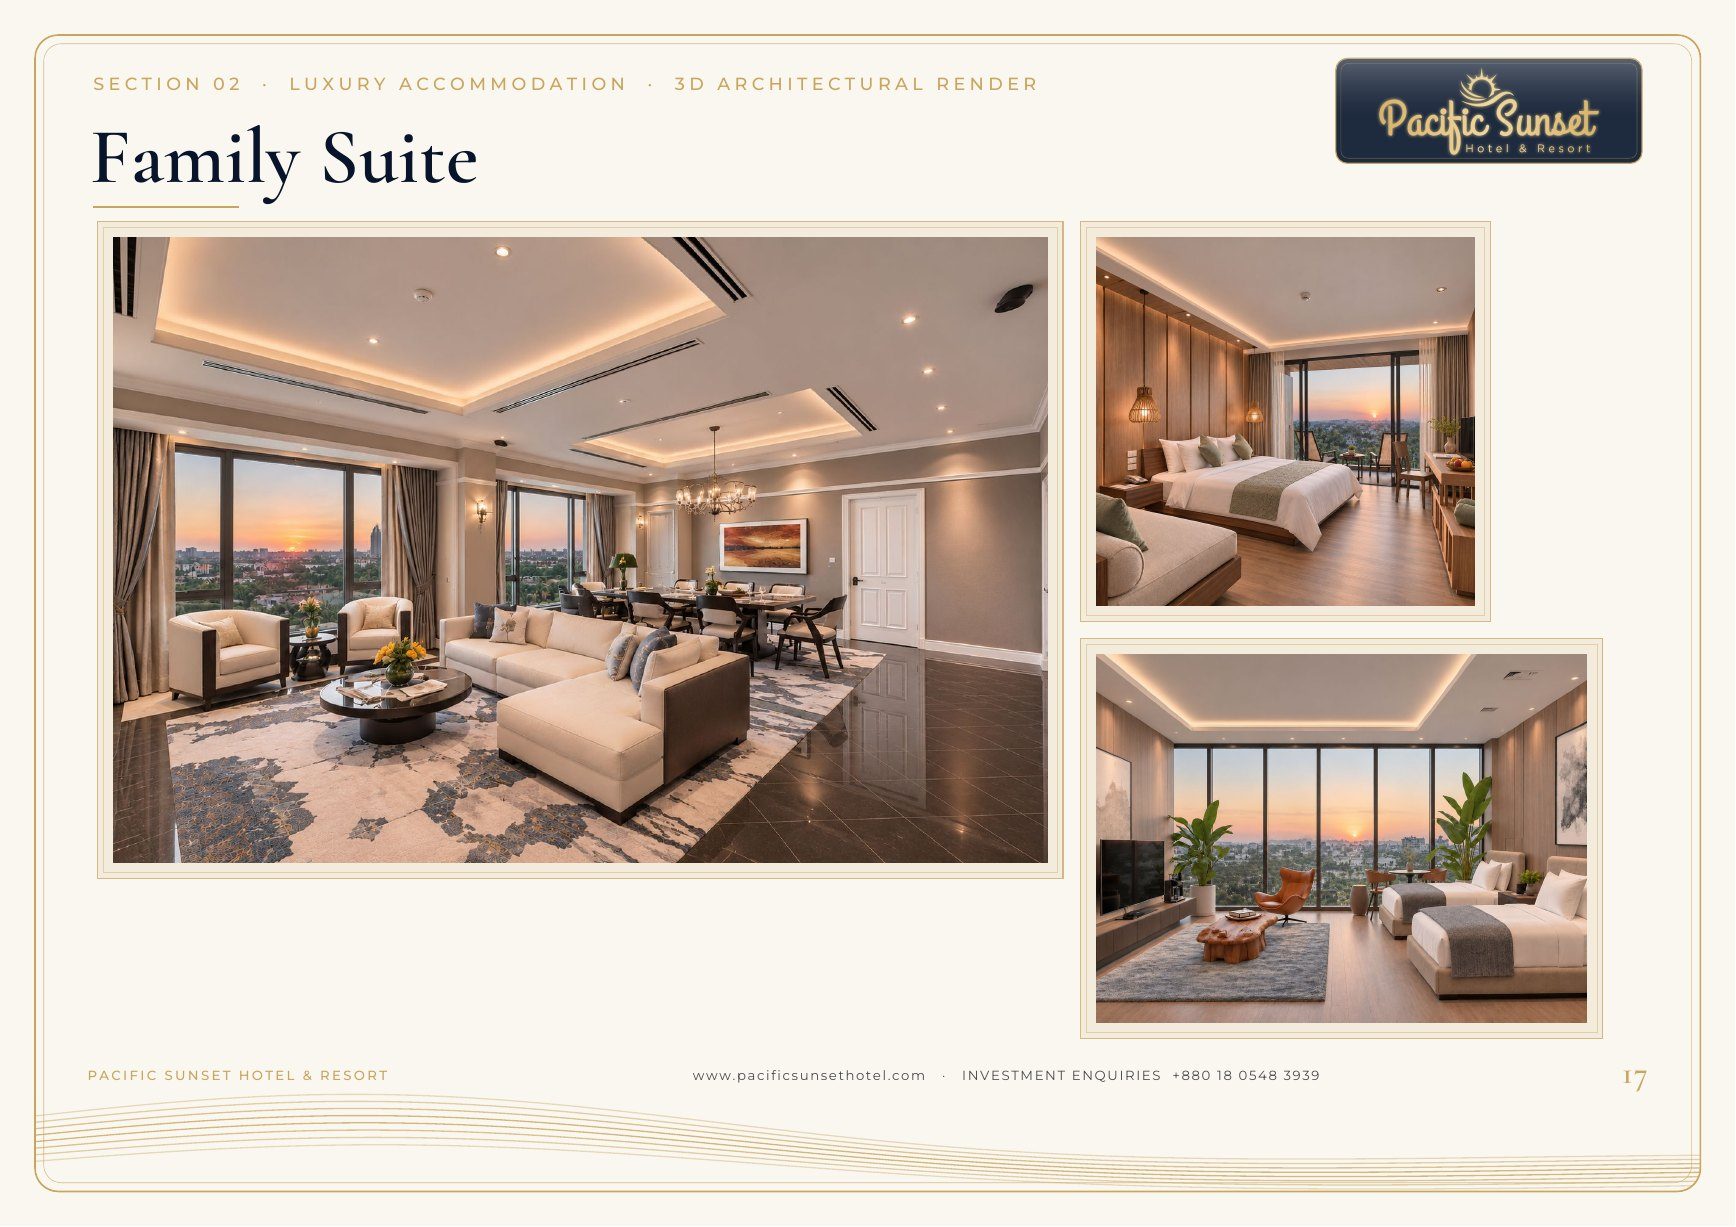 SECTION 02 · LUXURY ACCOMMODATION · 3D ARCHITECTURAL RENDER
Pacific Sunset
Hotel & Resort
Family Suite
PACIFIC SUNSET HOTEL & RESORT
www.pacificsunsethotel.com · INVESTMENT ENQUIRIES +880 18 0548 3939
17